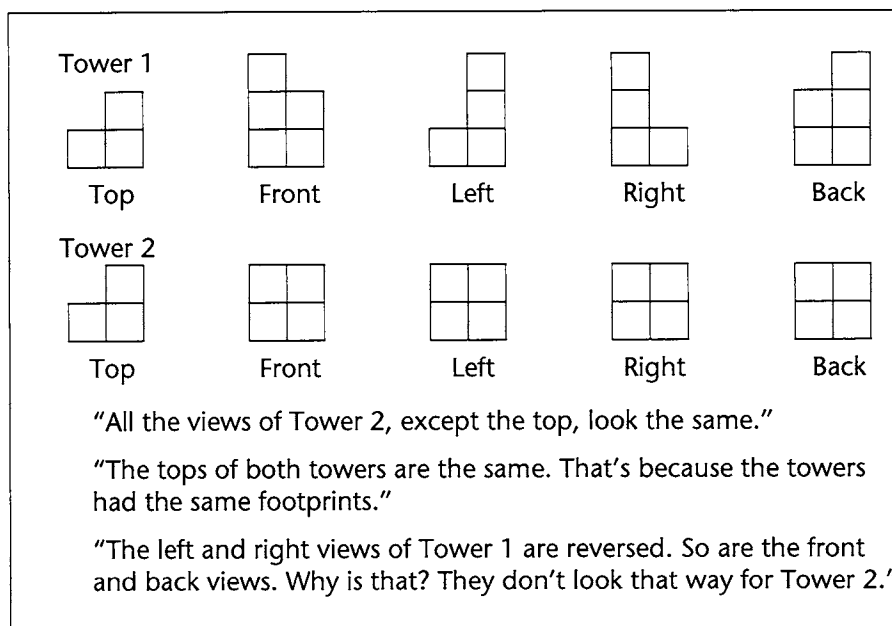 Tower 1
Top Front Left Right Back
Tower 2
Top Front Left Right Back
"All the views of Tower 2, except the top, look the same."
"The tops of both towers are the same. That's because the towers
had the same footprints."
"The left and right views of Tower 1 are reversed. So are the front
and back views. Why is that? They don't look that way for Tower 2."